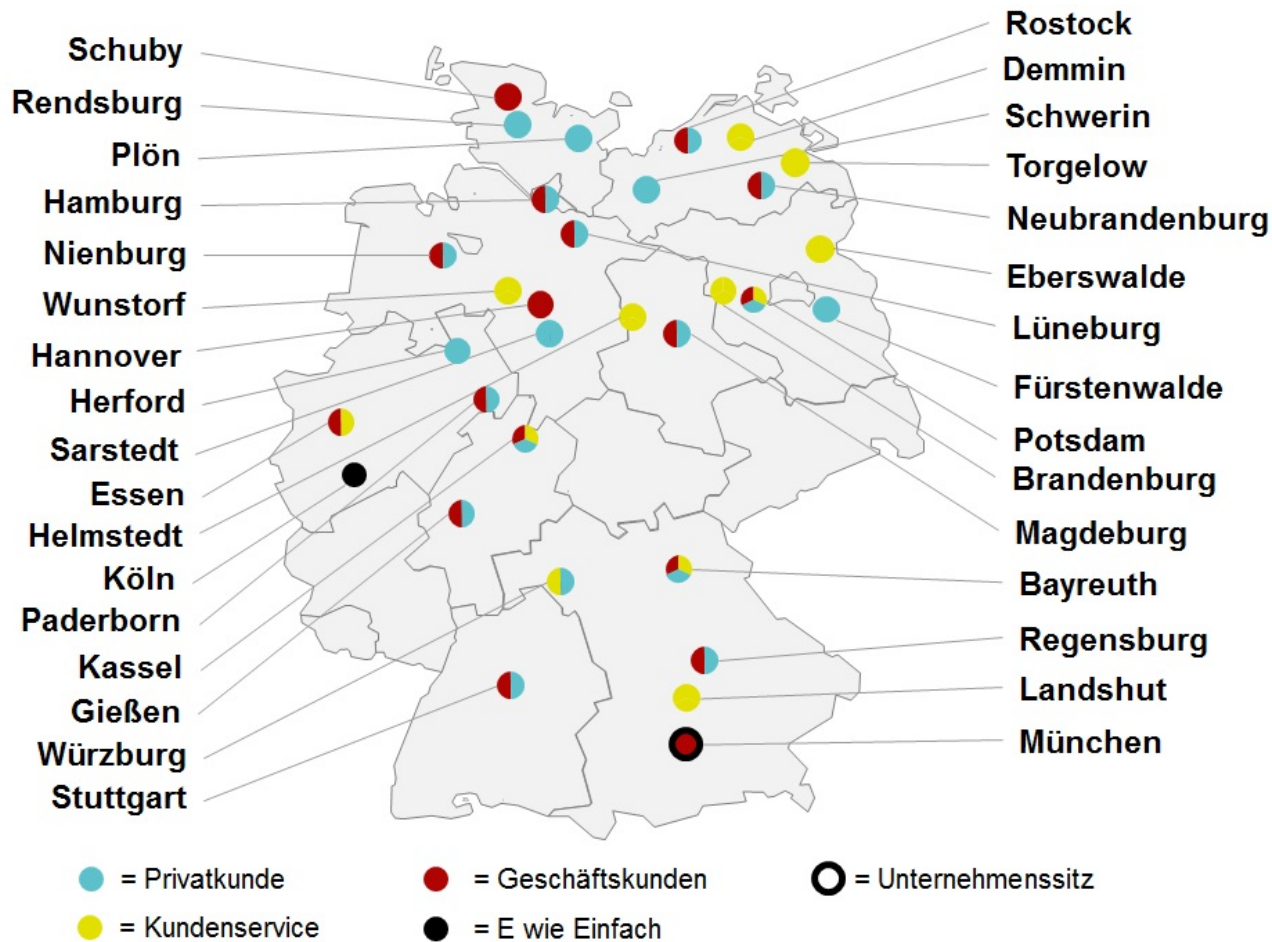 Schuby
Rendsburg
Plön
Hamburg
Nienburg
Wunstorf
Hannover
Herford
Sarstedt
Essen
Helmstedt
Köln
Paderborn
Kassel
Gießen
Würzburg
Stuttgart
Rostock
Demmin
Schwerin
Torgelow
Neubrandenburg
Eberswalde
Lüneburg
Fürstenwalde
Potsdam
Brandenburg
Magdeburg
Bayreuth
Regensburg
Landshut
München
= Privatkunde
= Geschäftskunden
= Unternehmenssitz
= Kundenservice
= E wie Einfach